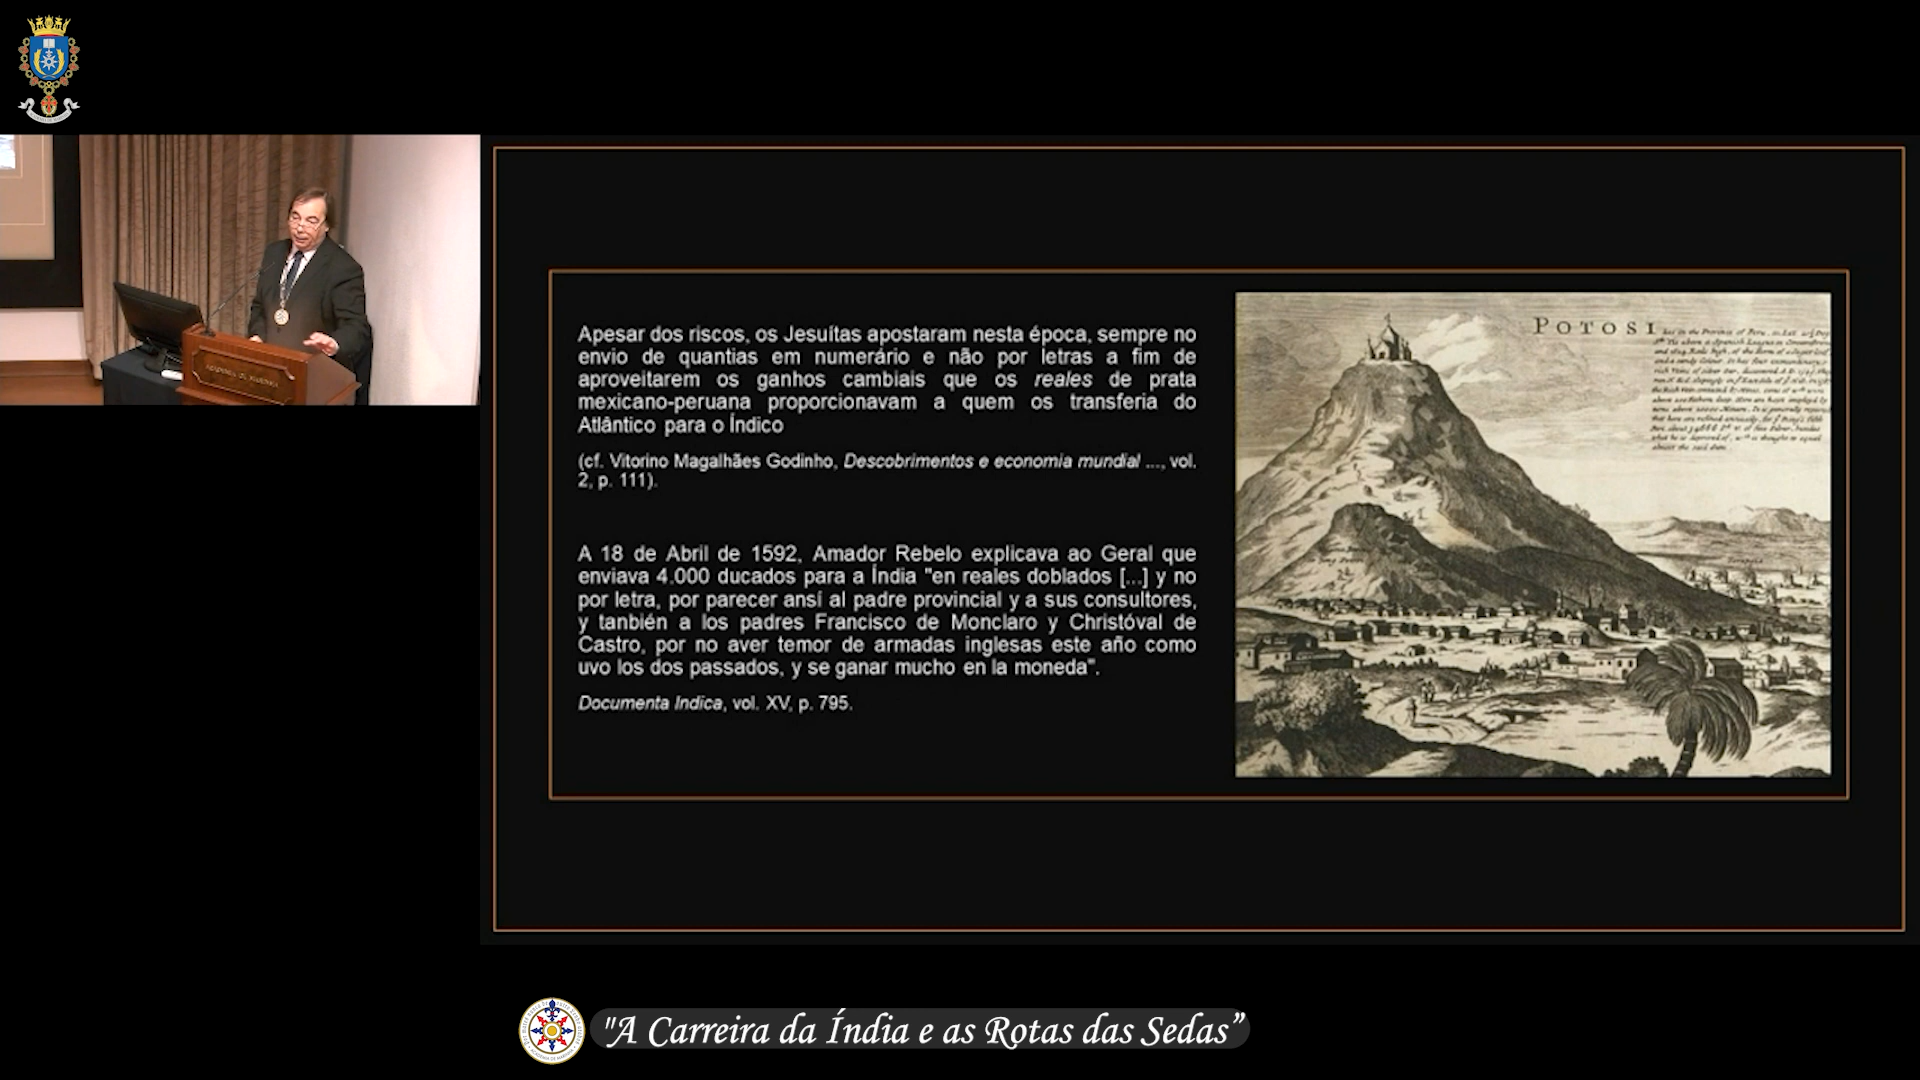 ACADEMIA DE MARINHA
Apesar dos riscos, os Jesuítas apostaram nesta época, sempre no
envio de quantias em numerário e não por letras a fim de
aproveitarem os ganhos cambiais que os reales de prata
mexicano-peruana proporcionavam a quem os transferia do
Atlântico para o Índico
(cf. Vitorino Magalhães Godinho, Descobrimentos e economia mundial ..., vol.
2, p. 111).
A 18 de Abril de 1592, Amador Rebelo explicava ao Geral que
enviava 4.000 ducados para a Índia "en reales doblados [...] y no
por letra, por parecer ansí al padre provincial y a sus consultores,
y tanbién a los padres Francisco de Monclaro y Christóval de
Castro, por no aver temor de armadas inglesas este año como
uvo los dos passados, y se ganar mucho en la moneda".
Documenta Indica, vol. XV, p. 795.
POTOSI
"A Carreira da Índia e as Rotas das Sedas”